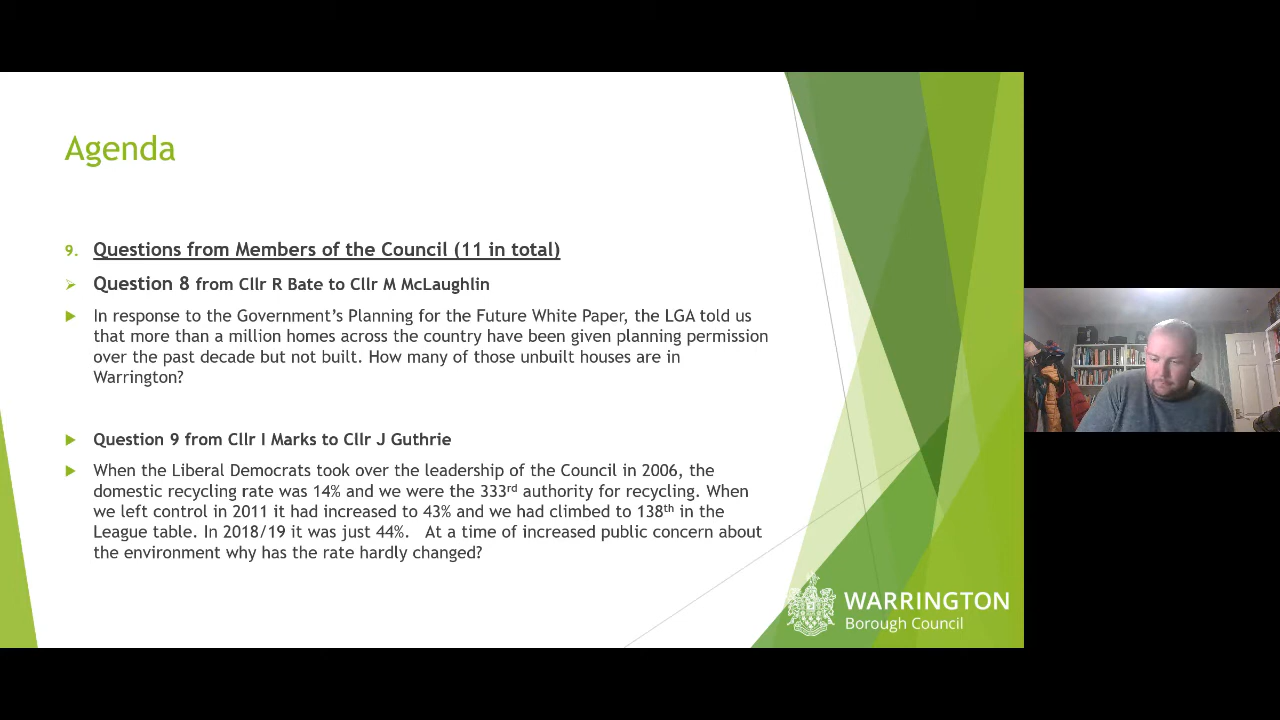 Agenda
9. Questions from Members of the Council (11 in total)
Question 8 from Cllr R Bate to Cllr M McLaughlin
In response to the Government's Planning for the Future White Paper, the LGA told us
that more than a million homes across the country have been given planning permission
over the past decade but not built. How many of those unbuilt houses are in
Warrington?
Question 9 from Cllr I Marks to Cllr J Guthrie
When the Liberal Democrats took over the leadership of the Council in 2006, the
domestic recycling rate was 14% and we were the 333rd authority for recycling. When
we left control in 2011 it had increased to 43% and we had climbed to 138th in the
League table. In 2018/19 it was just 44%. At a time of increased public concern about
the environment why has the rate hardly changed?
WARRINGTON
Borough Council